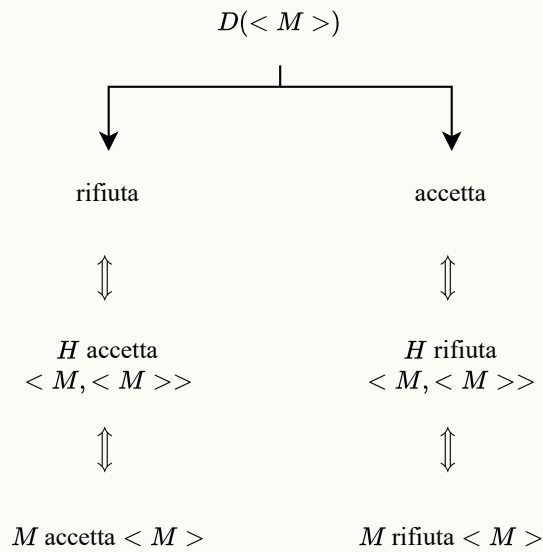 D(< M >)
rifiuta
accetta
⇕
⇕
H accetta
< M, < M >>
H rifiuta
< M, < M >>
⇕
⇕
M accetta < M >
M rifiuta < M >